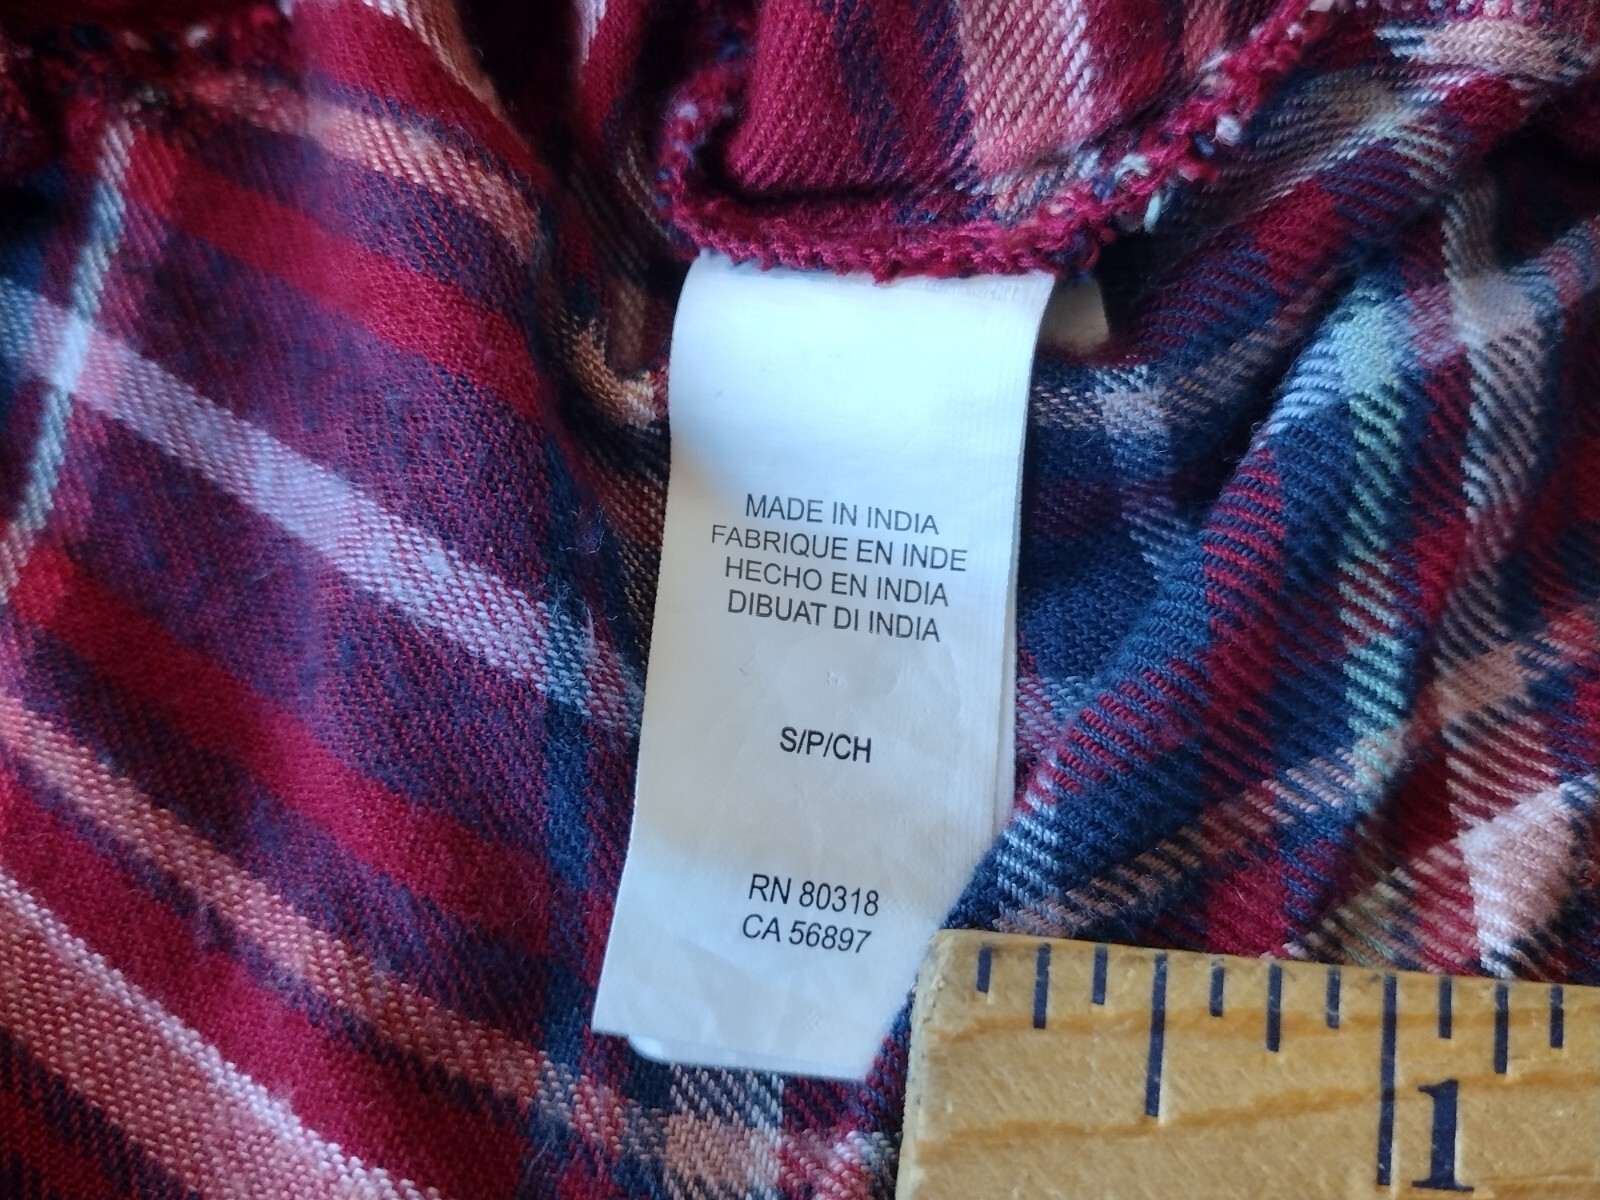 MADE IN INDIA
FABRIQUE EN INDE
HECHO EN INDIA
DIBUAT DI INDIA
S/P/CH
RN 80318
CA 56897
1